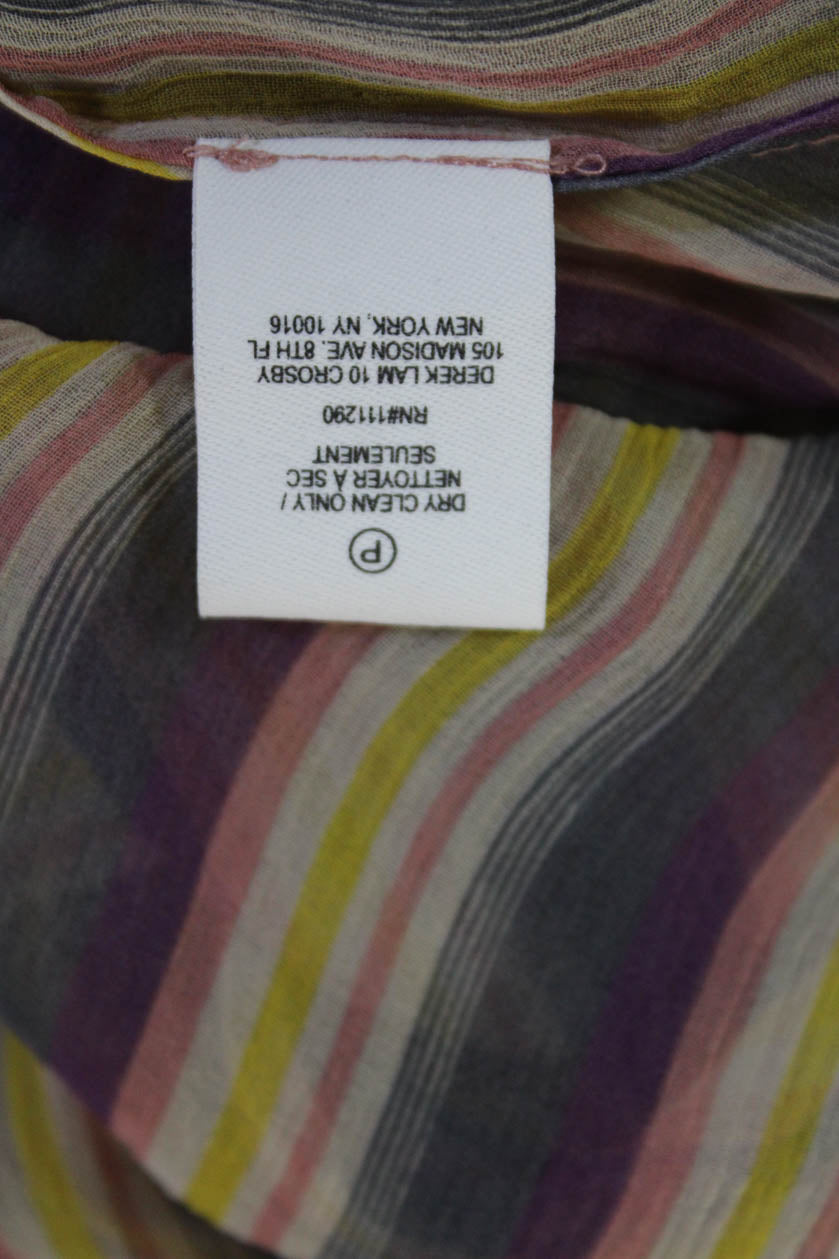 P
DRY CLEAN ONLY /
NETTOYER À SEC
SEULEMENT
RN#111290
DEREK LAM 10 CROSBY
105 MADISON AVE. 8TH FL
NEW YORK, NY 10016